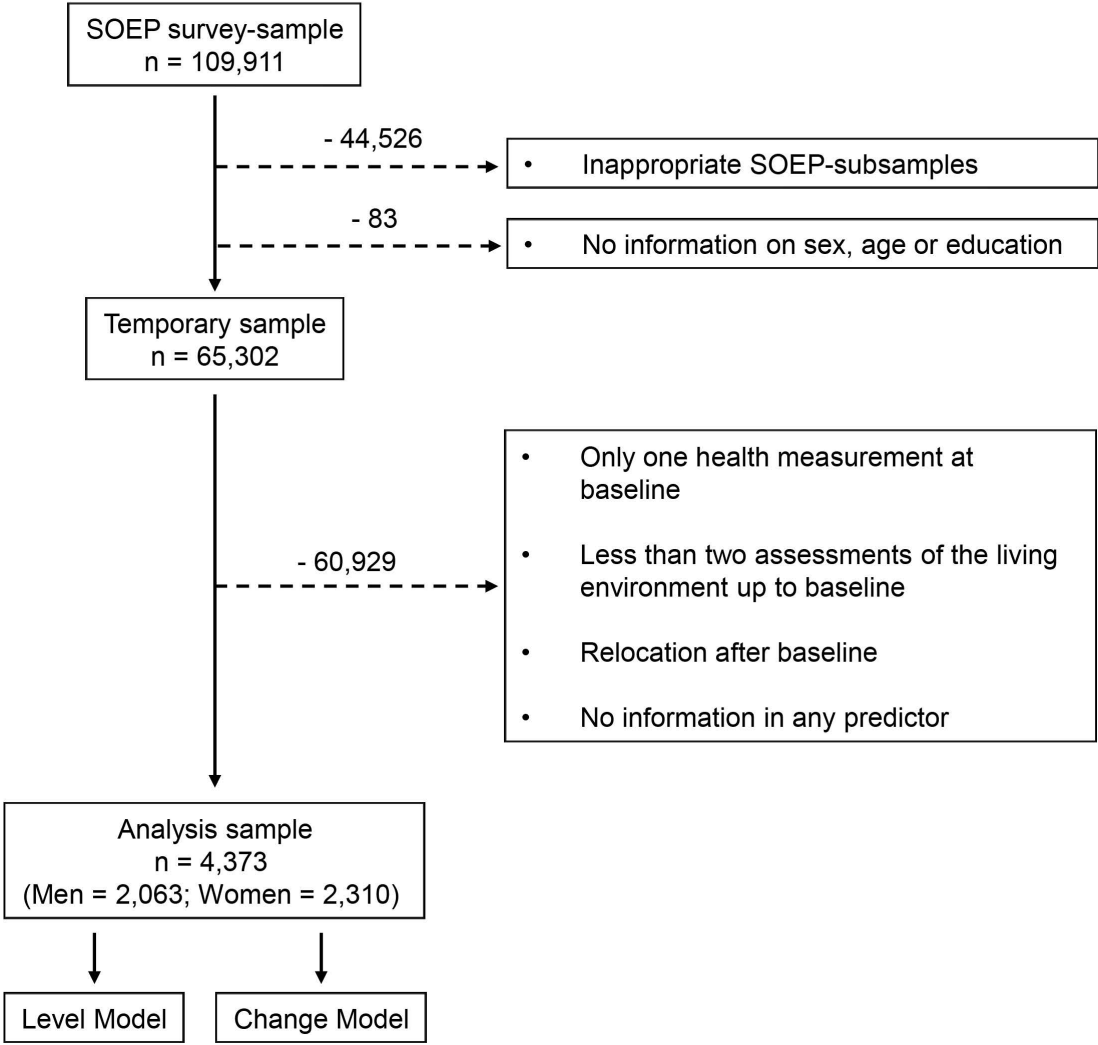 SOEP survey-sample
n = 109,911
- 44,526
• Inappropriate SOEP-subsamples
- 83
• No information on sex, age or education
Temporary sample
n = 65,302
- 60,929
• Only one health measurement at
baseline
• Less than two assessments of the living
environment up to baseline
• Relocation after baseline
• No information in any predictor
Analysis sample
n = 4,373
(Men = 2,063; Women = 2,310)
Level Model
Change Model